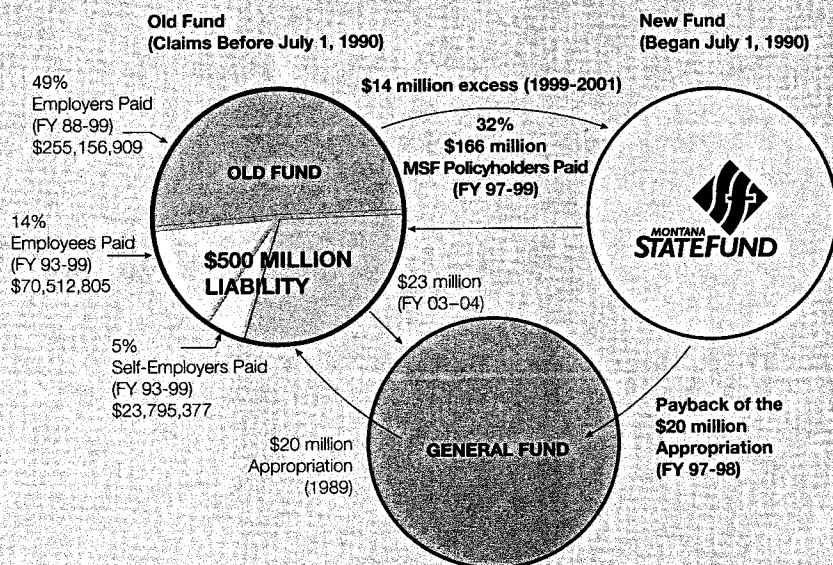 Old Fund
(Claims Before July 1, 1990)
New Fund
(Began July 1, 1990)
49%
Employers Paid
(FY 88-99)
$255,156,909
$14 million excess (1999-2001)
32%
$166 million
MSF Policyholders Paid
(FY 97-99)
OLD FUND
MONTANA
STATEFUND
14%
Employees Paid
(FY 93-99)
$70,512,805
$500 MILLION
LIABILITY
$23 million
(FY 03–04)
5%
Self-Employers Paid
(FY 93-99)
$23,795,377
$20 million
Appropriation
(1989)
GENERAL FUND
Payback of the
$20 million
Appropriation
(FY 97-98)